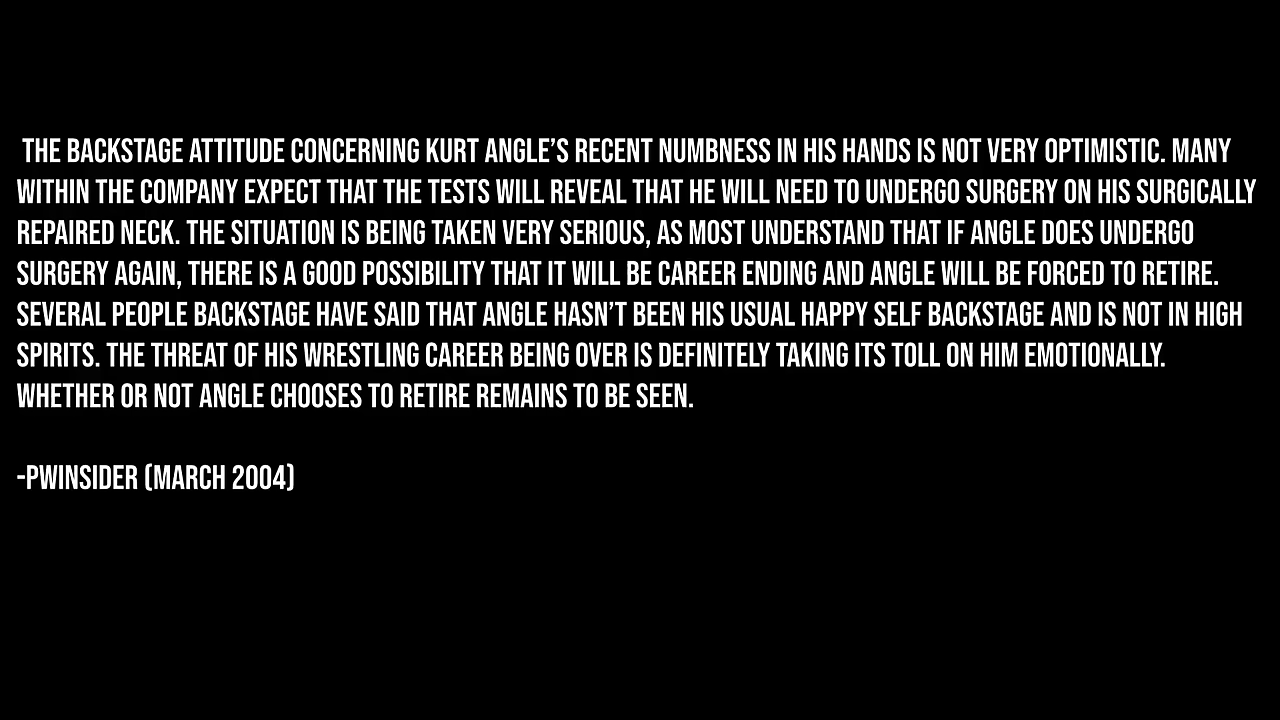 THE BACKSTAGE ATTITUDE CONCERNING KURT ANGLE’S RECENT NUMBNESS IN HIS HANDS IS NOT VERY OPTIMISTIC. MANY
WITHIN THE COMPANY EXPECT THAT THE TESTS WILL REVEAL THAT HE WILL NEED TO UNDERGO SURGERY ON HIS SURGICALLY
REPAIRED NECK. THE SITUATION IS BEING TAKEN VERY SERIOUS, AS MOST UNDERSTAND THAT IF ANGLE DOES UNDERGO
SURGERY AGAIN, THERE IS A GOOD POSSIBILITY THAT IT WILL BE CAREER ENDING AND ANGLE WILL BE FORCED TO RETIRE.
SEVERAL PEOPLE BACKSTAGE HAVE SAID THAT ANGLE HASN’T BEEN HIS USUAL HAPPY SELF BACKSTAGE AND IS NOT IN HIGH
SPIRITS. THE THREAT OF HIS WRESTLING CAREER BEING OVER IS DEFINITELY TAKING ITS TOLL ON HIM EMOTIONALLY.
WHETHER OR NOT ANGLE CHOOSES TO RETIRE REMAINS TO BE SEEN.
-PWINSIDER (MARCH 2004)